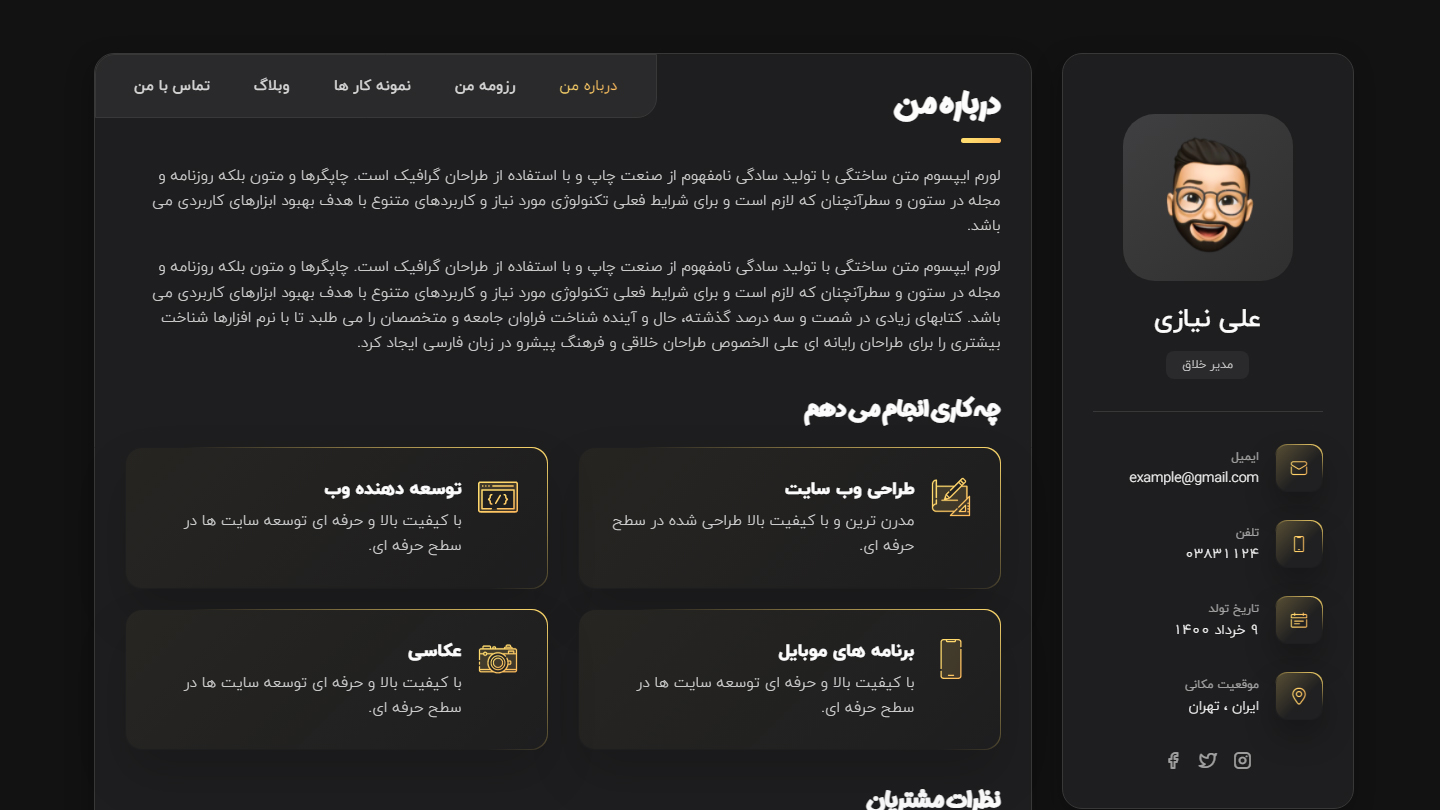 علی نیازی
مدیر خلاق
ایمیل
example@gmail.com
تلفن
۰۳۸۳۱۱۲۴
تاریخ تولد
۹ خرداد ۱۴۰۰
موقعیت مکانی
ایران ، تهران
درباره من
رزومه من
نمونه کار ها
وبلاگ
تماس با من
درباره من
لورم ایپسوم متن ساختگی با تولید سادگی نامفهوم از صنعت چاپ و با استفاده از طراحان گرافیک است. چاپگرها و متون بلکه روزنامه و
مجله در ستون و سطرآنچنان که لازم است و برای شرایط فعلی تکنولوژی مورد نیاز و کاربردهای متنوع با هدف بهبود ابزارهای کاربردی می
باشد.
لورم ایپسوم متن ساختگی با تولید سادگی نامفهوم از صنعت چاپ و با استفاده از طراحان گرافیک است. چاپگرها و متون بلکه روزنامه و
مجله در ستون و سطرآنچنان که لازم است و برای شرایط فعلی تکنولوژی مورد نیاز و کاربردهای متنوع با هدف بهبود ابزارهای کاربردی می
باشد. کتابهای زیادی در شصت و سه درصد گذشته، حال و آینده شناخت فراوان جامعه و متخصصان را می طلبد تا با نرم افزارها شناخت
بیشتری را برای طراحان رایانه ای علی الخصوص طراحان خلاقی و فرهنگ پیشرو در زبان فارسی ایجاد کرد.
چه کاری انجام می دهم
طراحی وب سایت
مدرن ترین و با کیفیت بالا طراحی شده در سطح
حرفه ای.
توسعه دهنده وب
با کیفیت بالا و حرفه ای توسعه سایت ها در
سطح حرفه ای.
برنامه های موبایل
با کیفیت بالا و حرفه ای توسعه سایت ها در
سطح حرفه ای.
عکاسی
با کیفیت بالا و حرفه ای توسعه سایت ها در
سطح حرفه ای.
نظرات مشتریان